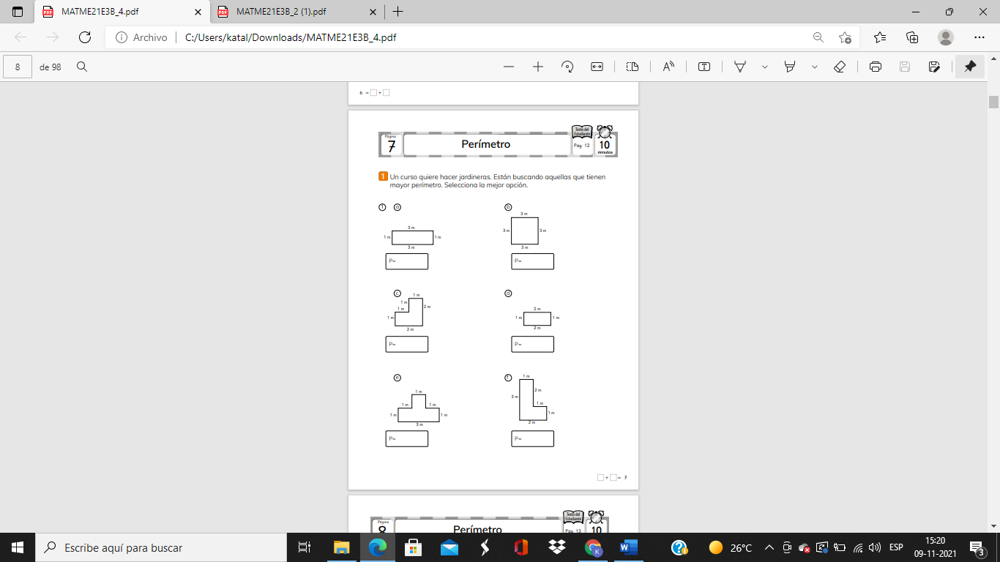 MATME21E3B_4.pdf
MATME21E3B_2 (1).pdf
Archivo
C:/Users/katal/Downloads/MATME21E3B_4.pdf
8
de 98
6 = +
Página
7
Perímetro
Texto del
Estudiante
Pág. 12
10
minutos
1 Un curso quiere hacer jardineras. Están buscando aquellas que tienen
mayor perímetro. Selecciona la mejor opción.
1
a
3 m
1 m
1 m
3 m
P=
b
3 m
3 m
3 m
3 m
P=
c
1 m
1 m
2 m
1 m
1 m
2 m
P=
d
2 m
1 m
1 m
2 m
P=
e
1 m
1 m
1 m
1 m
1 m
3 m
P=
f
1 m
2 m
3 m
1 m
1 m
2 m
P=
+ = 7
Página
8
Perímetro
Texto del
Estudiante
Pág. 13
10
Escribe aquí para buscar
26°C
ESP
15:20
09-11-2021
3